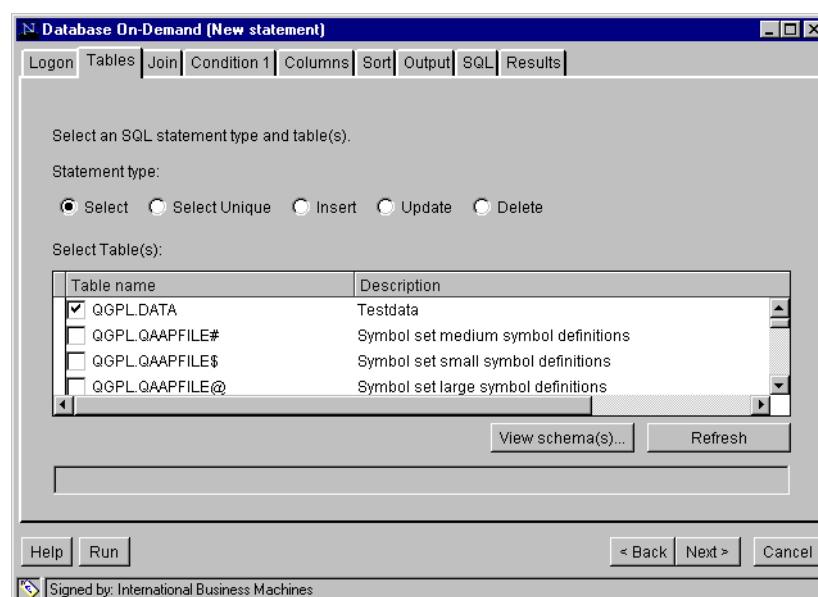 Database On-Demand (New statement)
Logon Tables Join Condition 1 Columns Sort Output SQL Results
Select an SQL statement type and table(s).
Statement type:
Select Select Unique Insert Update Delete
Select Table(s):
Table name Description
QGPL.DATA Testdata
QGPL.QAAPFILE# Symbol set medium symbol definitions
QGPL.QAAPFILE$ Symbol set small symbol definitions
QGPL.QAAPFILE@ Symbol set large symbol definitions
View schema(s)... Refresh
Help Run < Back Next > Cancel
Signed by: International Business Machines